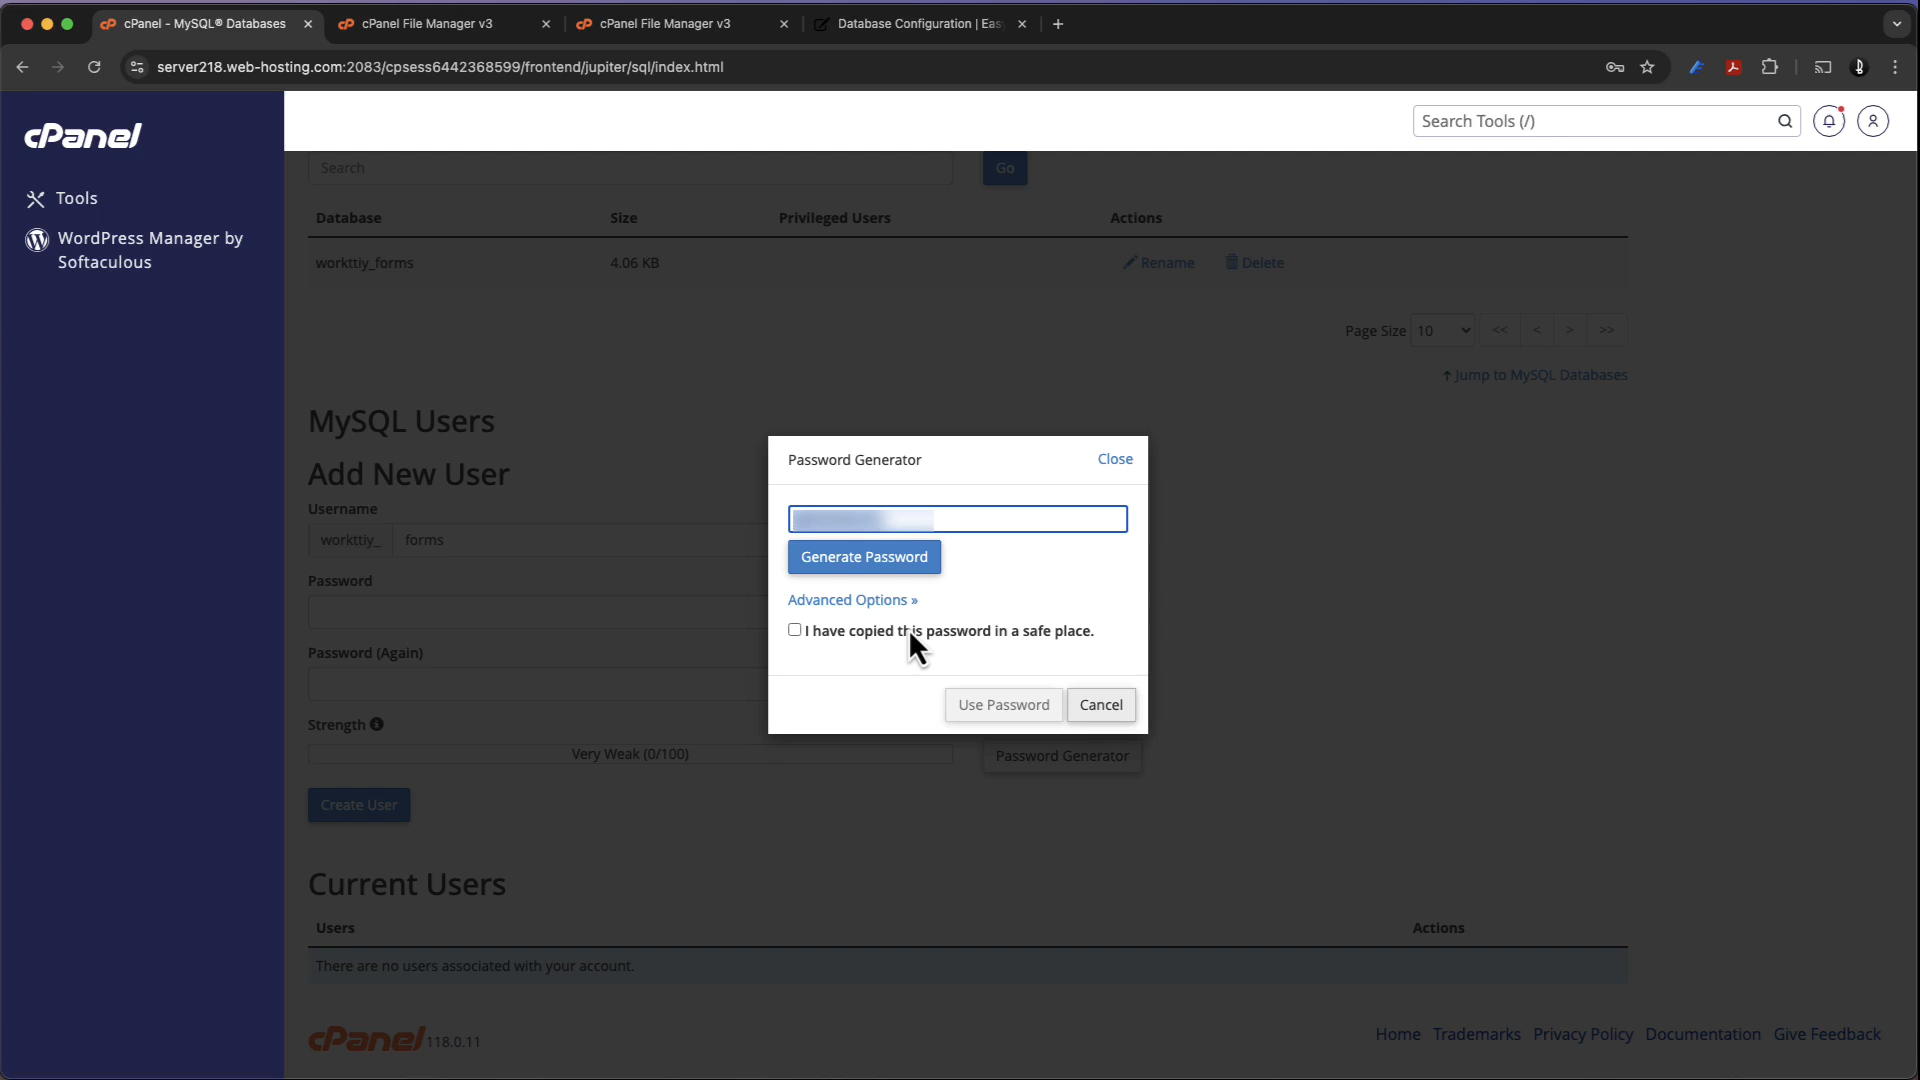 cPanel - MySQL® Databases
cPanel File Manager v3
cPanel File Manager v3
Database Configuration | Eas
server218.web-hosting.com:2083/cpsess6442368599/frontend/jupiter/sql/index.html
cPanel
Search Tools (/)
Tools
WordPress Manager by
Softaculous
Search
Go
Database Size Privileged Users Actions
workttiy_forms 4.06 KB Rename Delete
Page Size 10 << < > >>
Jump to MySQL Databases
MySQL Users
Add New User
Username
workttiy_ forms
Password
Password (Again)
Strength
Very Weak (0/100)
Password Generator
Create User
Password Generator
Close
Generate Password
Advanced Options »
I have copied this password in a safe place.
Use Password
Cancel
Current Users
Users Actions
There are no users associated with your account.
cPanel 118.0.11
Home Trademarks Privacy Policy Documentation Give Feedback